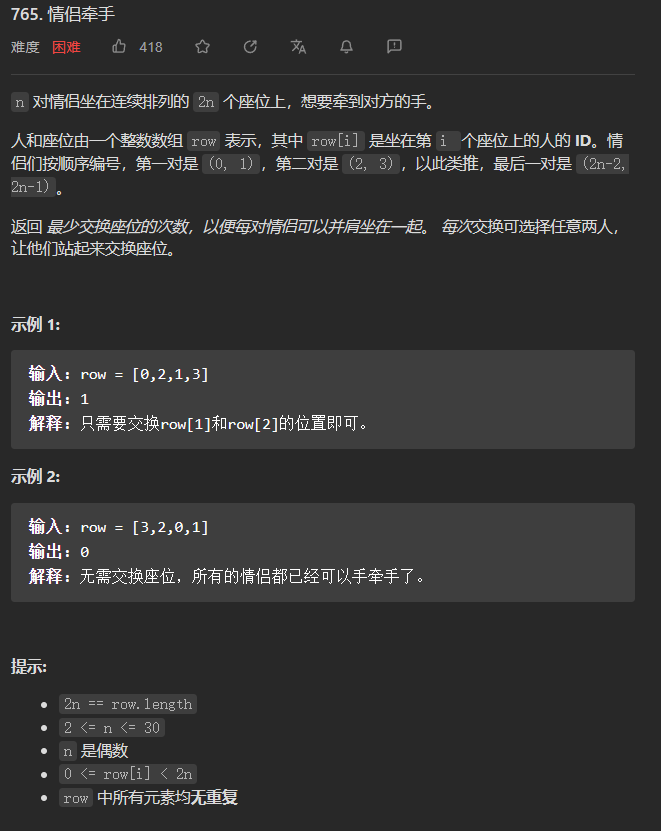 765. 情侣牵手
难度 困难 418
n 对情侣坐在连续排列的 2n 个座位上，想要牵到对方的手。
人和座位由一个整数数组 row 表示，其中 row[i] 是坐在第 i 个座位上的人的 ID。情
侣们按顺序编号，第一对是 (0, 1)，第二对是 (2, 3)，以此类推，最后一对是 (2n-2,
2n-1)。
返回 最少交换座位的次数，以便每对情侣可以并肩坐在一起。 每次交换可选择任意两人，
让他们站起来交换座位。
示例 1:
输入: row = [0,2,1,3]
输出: 1
解释: 只需要交换row[1]和row[2]的位置即可。
示例 2:
输入: row = [3,2,0,1]
输出: 0
解释: 无需交换座位，所有的情侣都已经可以手牵手了。
提示:
2n == row.length
2 <= n <= 30
n 是偶数
0 <= row[i] < 2n
row 中所有元素均无重复